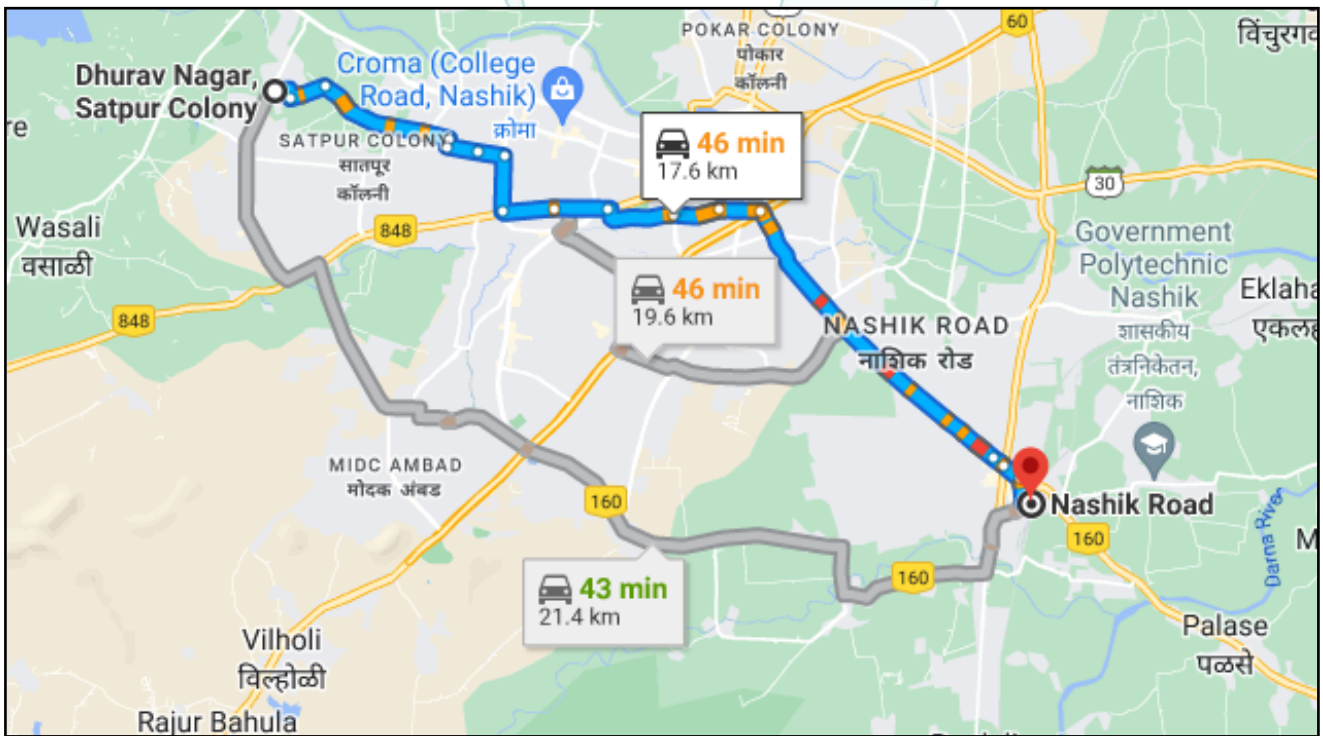 POKAR COLONY
पोकार
कॉलनी
60
Dhurav Nagar,
Satpur Colony
Croma (College
Road, Nashik)
क्रोमा
re
SATPUR COLONY
सातपूर
कॉलनी
46 min
17.6 km
30
Wasali
वसाळी
848
Government
Polytechnic
Nashik
शासकीय
तंत्रनिकेतन,
नाशिक
46 min
19.6 km
848
NASHIK ROAD
नाशिक रोड
MIDC AMBAD
मोदक अंबड
160
Nashik Road
160
Darna River
M
43 min
21.4 km
160
Vilholi
विल्होळी
Palase
पळसे
Rajur Bahula